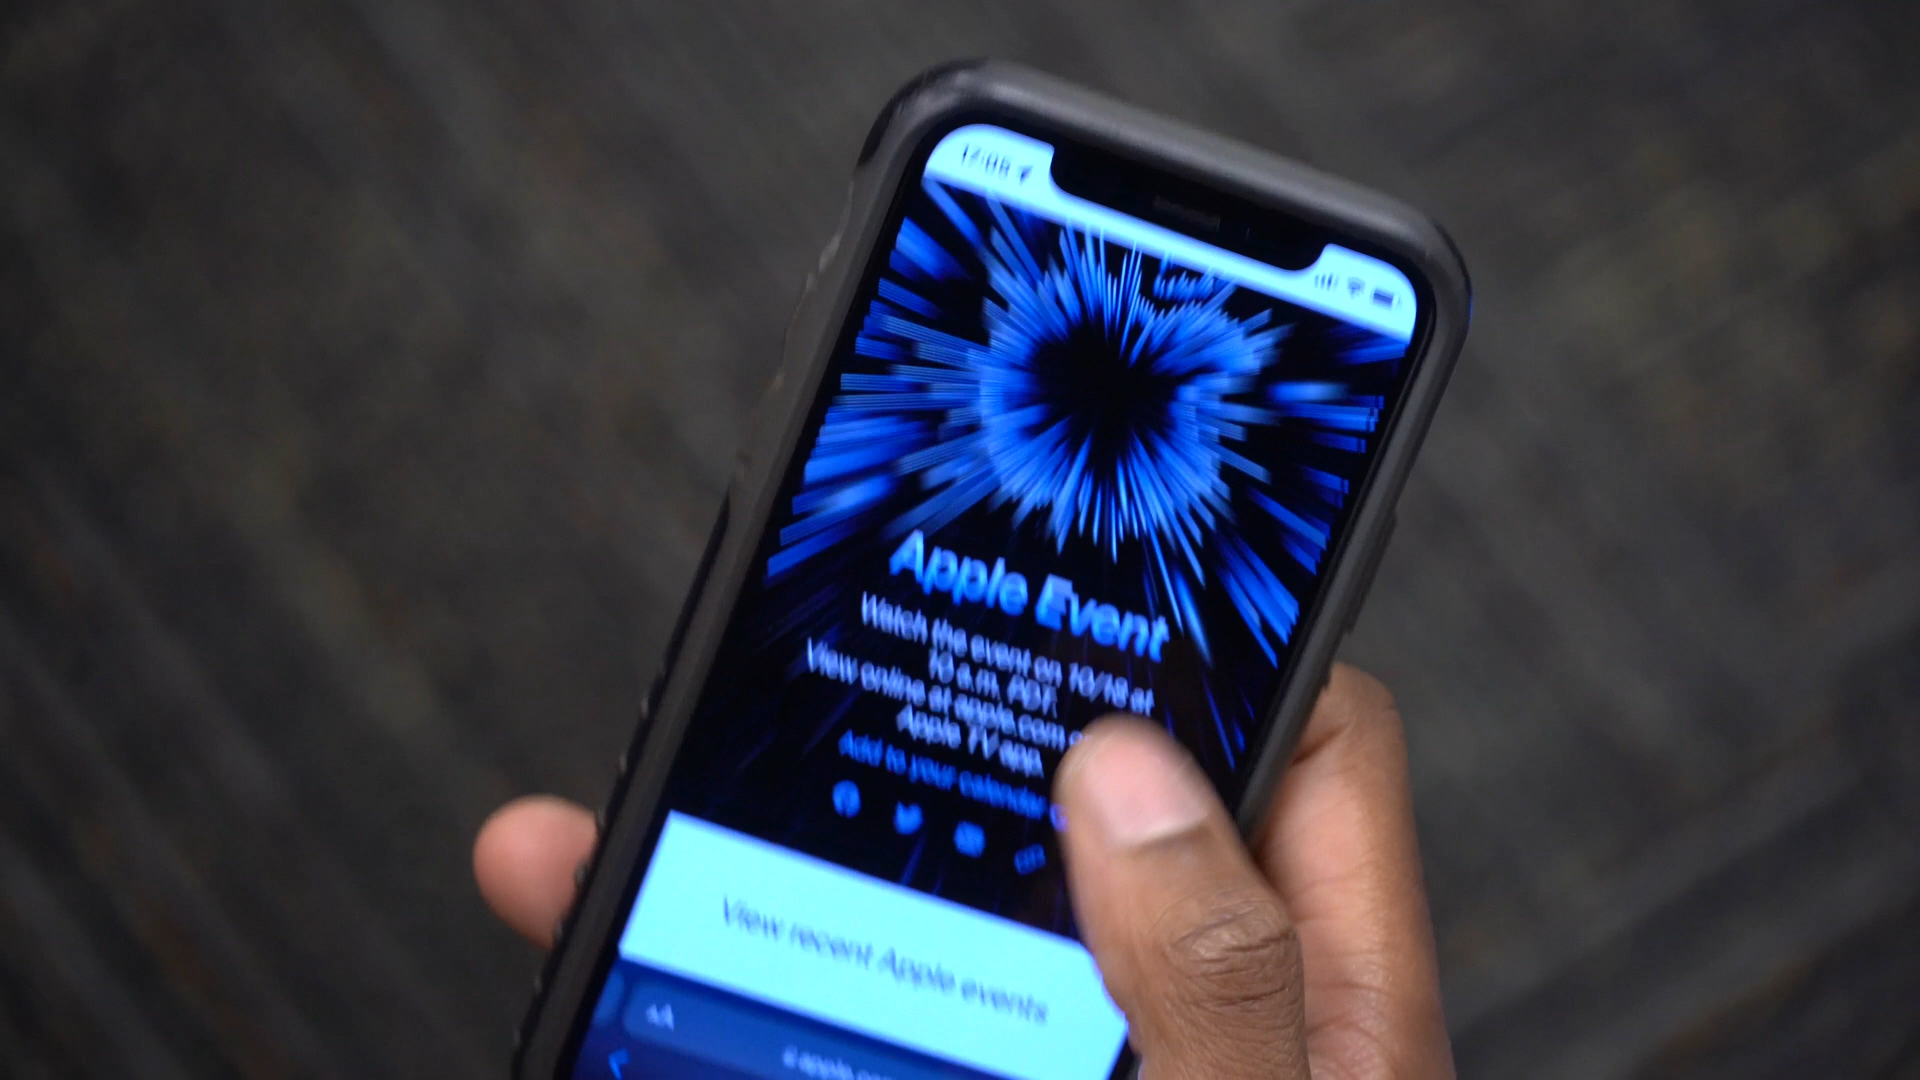 Apple Event
Watch the event on 10/18 at
10 a.m. PDT.
View online at apple.com
Apple TV app.
Add to your calendar
View recent Apple events
AA